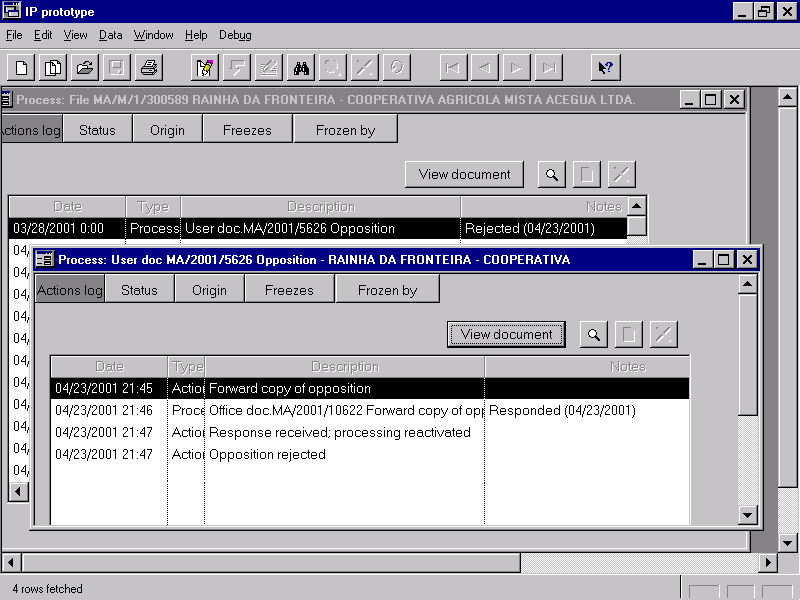 IP prototype
File Edit View Data Window Help Debug
Process: File MA/M/1/300589 RAINHA DA FRONTEIRA - COOPERATIVA AGRICOLA MISTA ACEGUA LTDA.
Actions log Status Origin Freezes Frozen by
View document
Date Type Description Notes
03/28/2001 0:00 Process User doc.MA/2001/5626 Opposition Rejected (04/23/2001)
04,
Process: User doc MA/2001/5626 Opposition - RAINHA DA FRONTEIRA - COOPERATIVA
04,
Actions log Status Origin Freezes Frozen by
04,
04,
View document
04,
04,
Date Type Description Notes
04,
04/23/2001 21:45 Actio Forward copy of opposition
04,
04/23/2001 21:46 Proce Office doc.MA/2001/10622 Forward copy of opp Responded (04/23/2001)
04,
04/23/2001 21:47 Actio Response received; processing reactivated
04,
04/23/2001 21:47 Actio Opposition rejected
04,
4 rows fetched